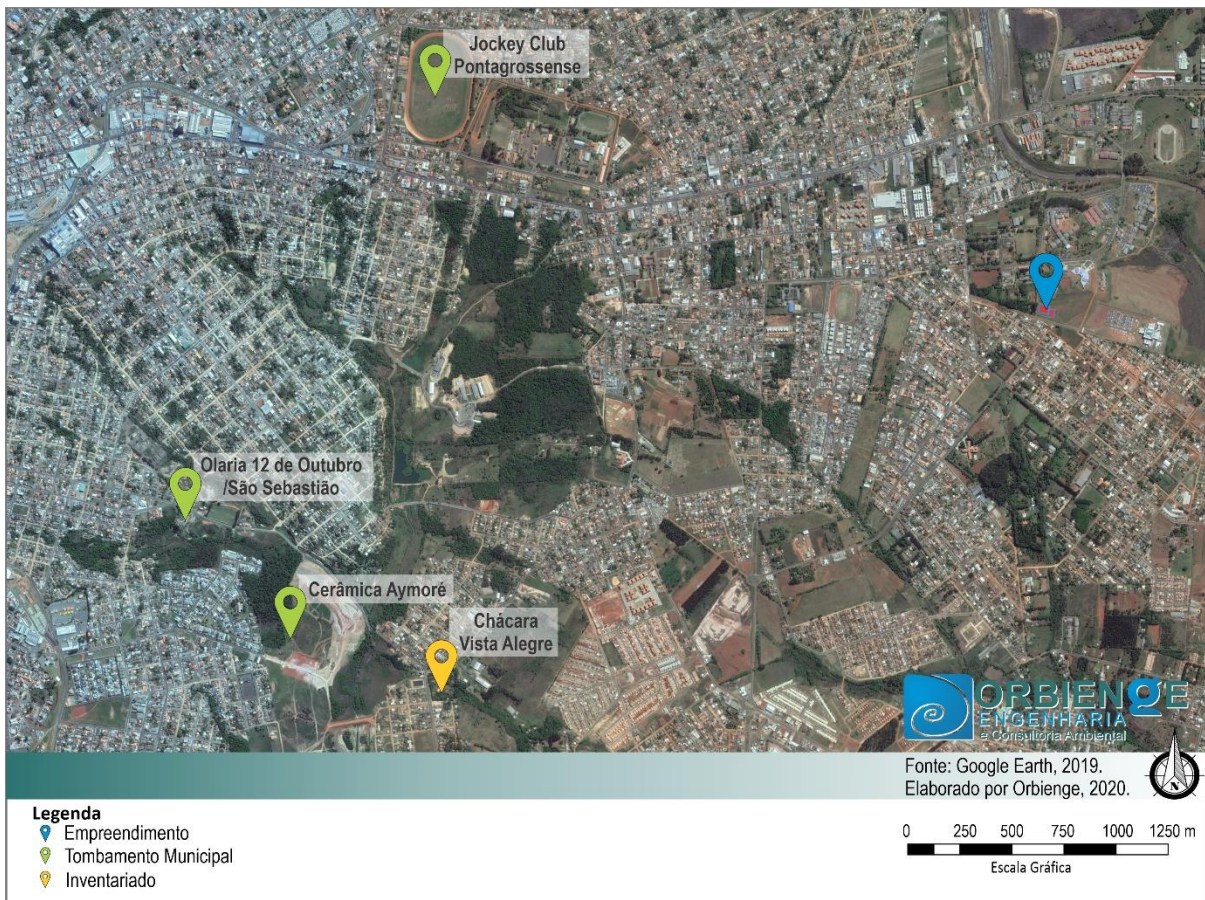 Jockey Club
Pontagrossense
Olaria 12 de Outubro
/São Sebastião
Cerâmica Aymoré
Chácara
Vista Alegre
ORBIENGE
ENGENHARIA
e Consultoria Ambiental
Fonte: Google Earth, 2019.
Elaborado por Orbienge, 2020.
N
Legenda
Empreendimento
Tombamento Municipal
Inventariado
0 250 500 750 1000 1250 m
Escala Gráfica